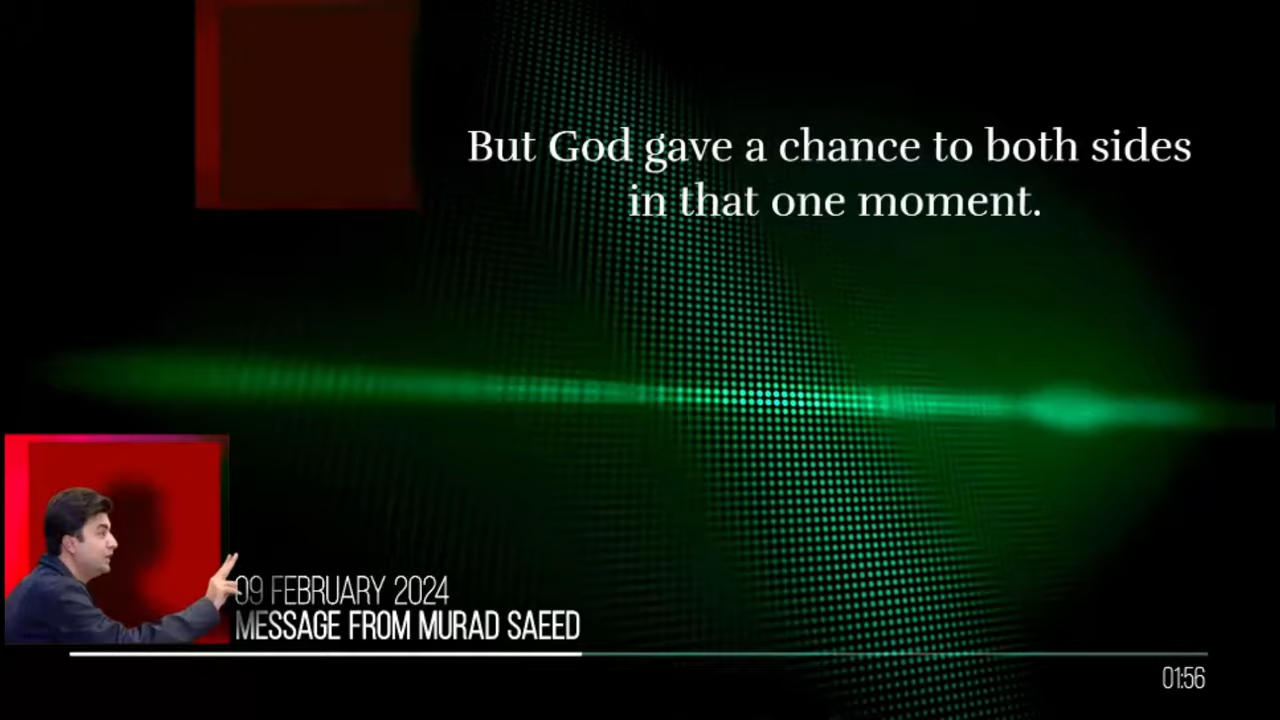 But God gave a chance to both sides
in that one moment.
09 FEBRUARY 2024
MESSAGE FROM MURAD SAEED
01:56